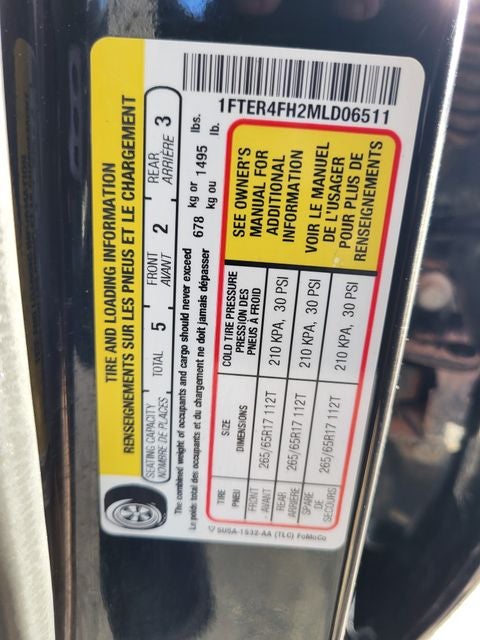 1FTER4FH2MLD06511
TIRE AND LOADING INFORMATION
RENSEIGNEMENTS SUR LES PNEUS ET LE CHARGEMENT
SEATING CAPACITY TOTAL 5 FRONT 2 REAR 3
NOMBRE DE PLACES AVANT ARRIÈRE
The combined weight of occupants and cargo should never exceed 678 kg or 1495 lbs.
Le poids total des occupants et du chargement ne doit jamais dépasser kg ou lb.
TIRE SIZE COLD TIRE PRESSURE
PNEU DIMENSIONS PRESSION DES
PNEUS À FROID
FRONT 265/65R17 112T 210 KPA, 30 PSI
AVANT
REAR 265/65R17 112T 210 KPA, 30 PSI
ARRIÈRE
SPARE 265/65R17 112T 210 KPA, 30 PSI
DE
SECOURS
SEE OWNER'S
MANUAL FOR
ADDITIONAL
INFORMATION
VOIR LE MANUEL
DE L'USAGER
POUR PLUS DE
RENSEIGNEMENTS
SU5A-1532-AA (TLC) FoMoCo